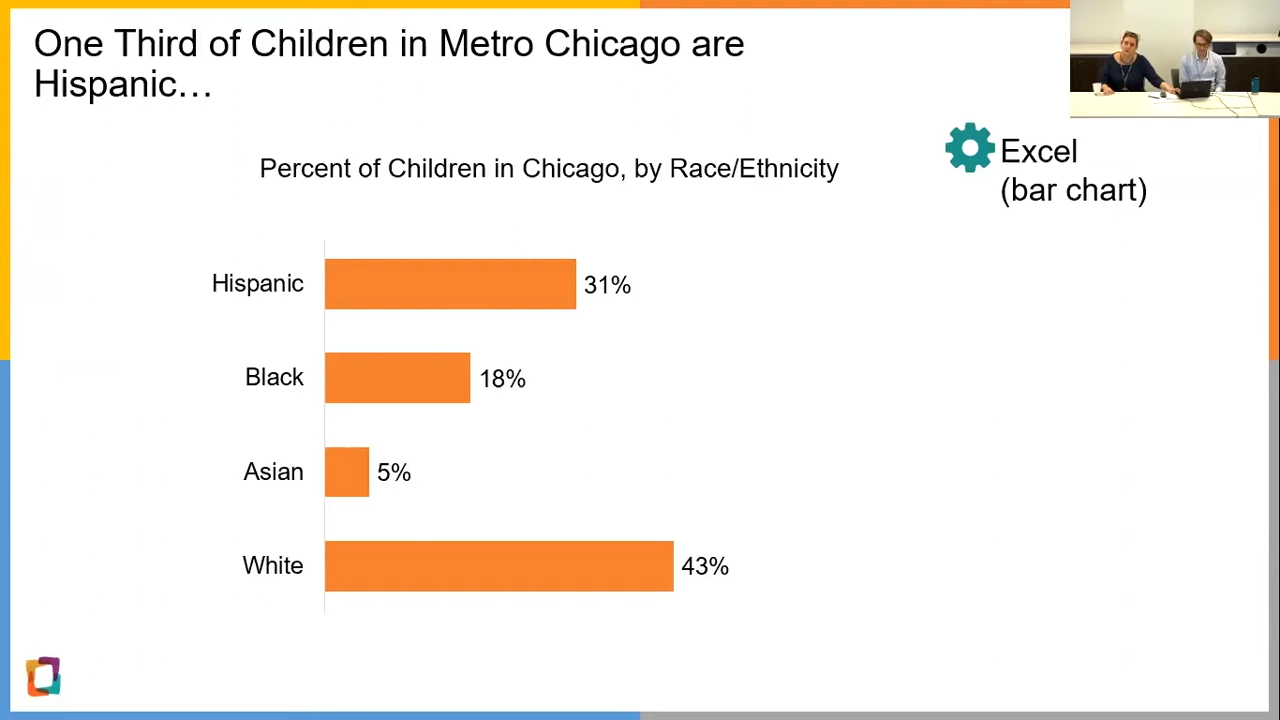 One Third of Children in Metro Chicago are
Hispanic…
Excel
(bar chart)
Percent of Children in Chicago, by Race/Ethnicity
Hispanic
31%
Black
18%
Asian
5%
White
43%